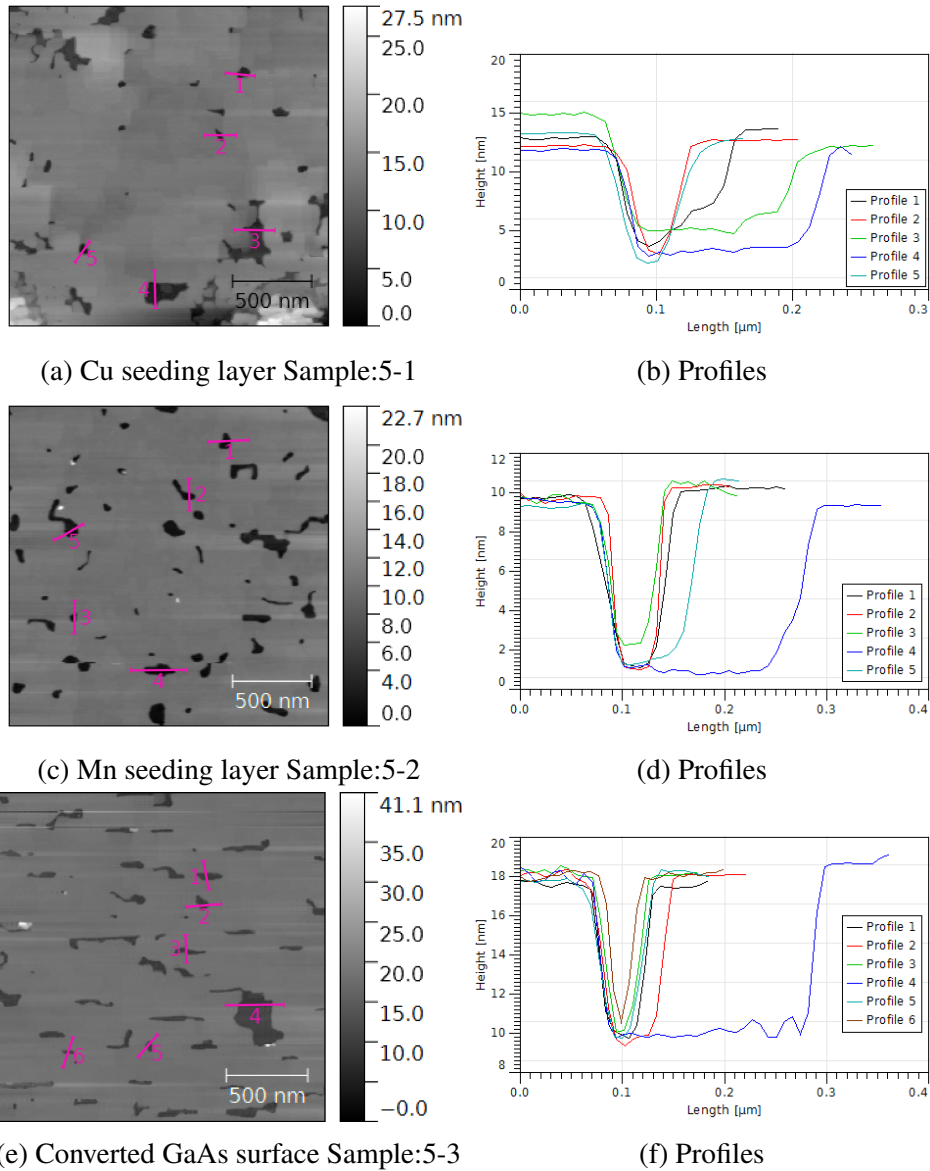 27.5 nm
25.0
20.0
15.0
10.0
5.0
0.0
1
2
3
4
5
500 nm
(a) Cu seeding layer Sample:5-1
20
15
10
5
0
Height [nm]
0.0 0.1 0.2 0.3
Length [µm]
Profile 1
Profile 2
Profile 3
Profile 4
Profile 5
(b) Profiles
22.7 nm
18.0
16.0
14.0
12.0
10.0
8.0
6.0
4.0
0.0
1
2
5
3
4
500 nm
(c) Mn seeding layer Sample:5-2
12
10
8
6
4
2
0
Height [nm]
0.0 0.1 0.2 0.3 0.4
Length [µm]
Profile 1
Profile 2
Profile 3
Profile 4
Profile 5
(d) Profiles
41.1 nm
35.0
30.0
25.0
20.0
15.0
10.0
−0.0
1
2
3
4
6
5
500 nm
(e) Converted GaAs surface Sample:5-3
20
18
16
14
12
10
8
Height [nm]
0.0 0.1 0.2 0.3 0.4
Length [µm]
Profile 1
Profile 2
Profile 3
Profile 4
Profile 5
Profile 6
(f) Profiles